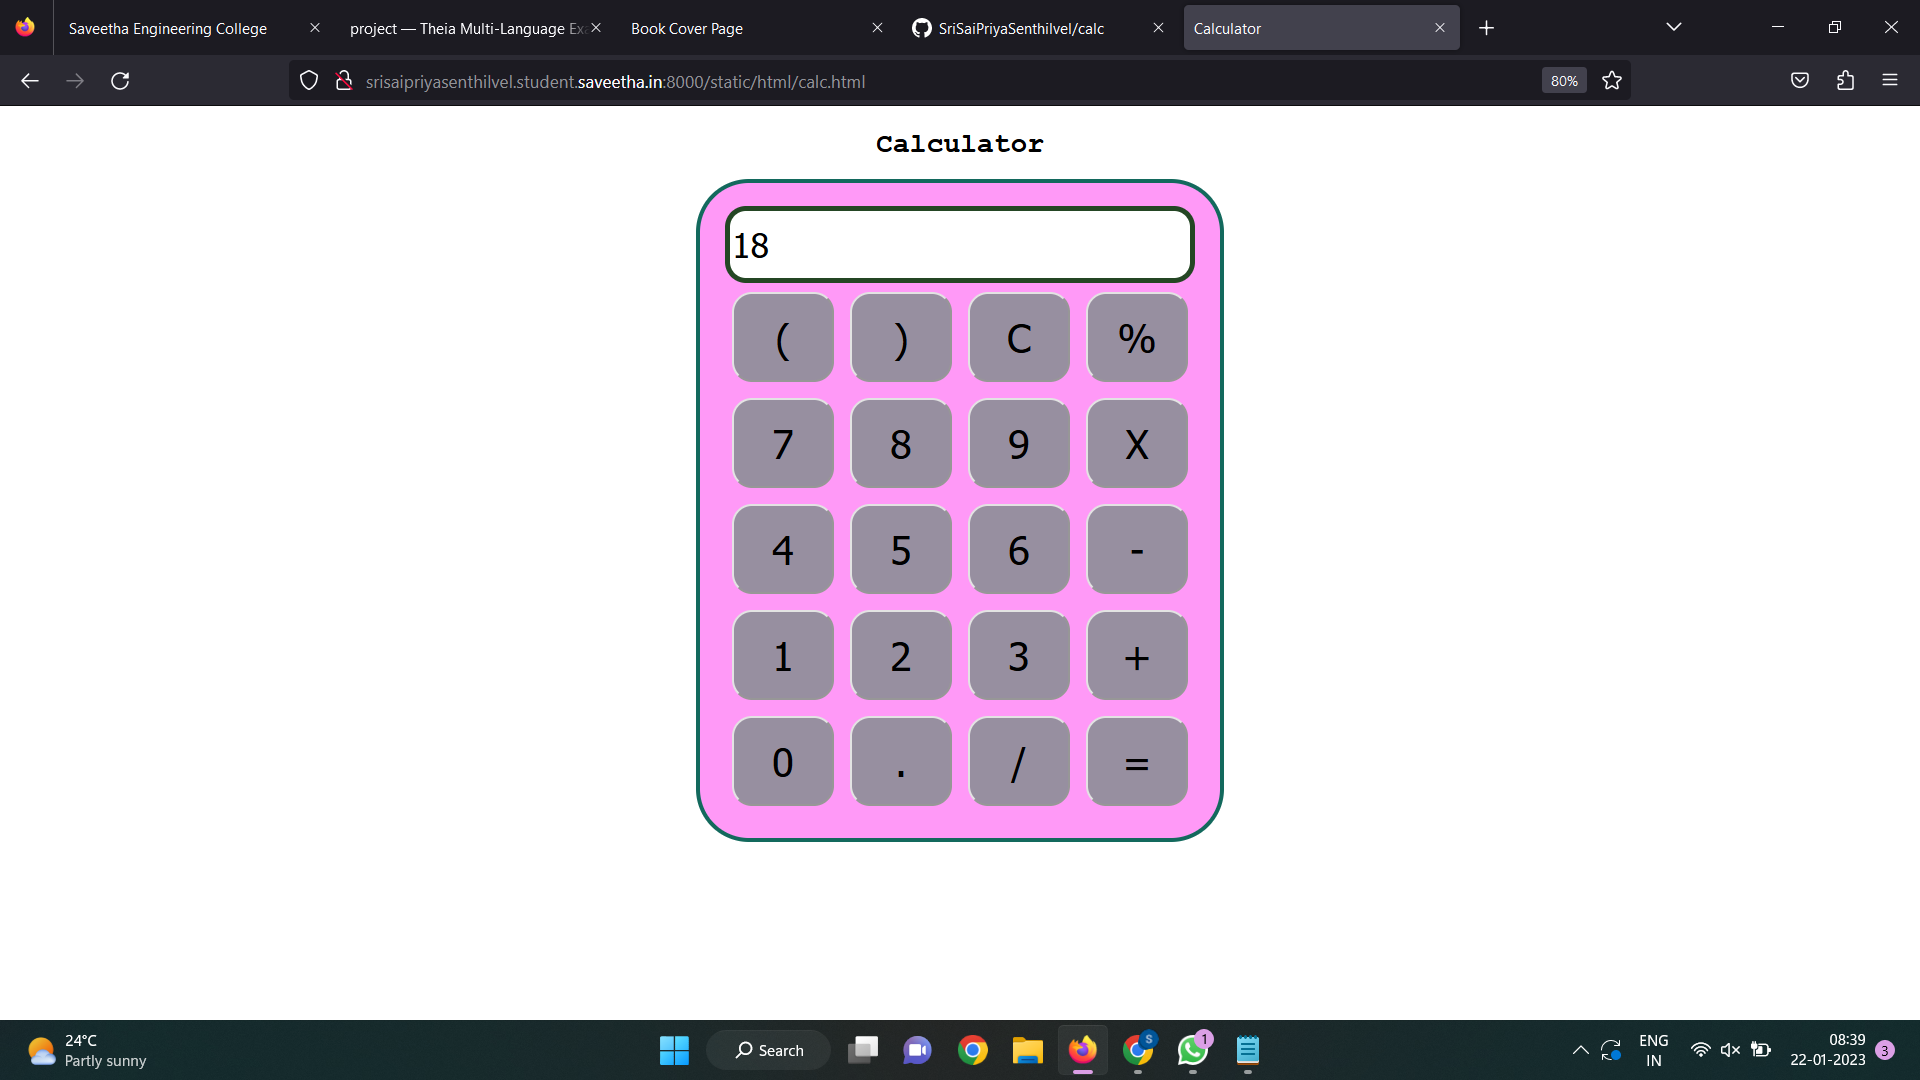 Saveetha Engineering College
project — Theia Multi-Language Ex
Book Cover Page
SriSaiPriyaSenthilvel/calc
Calculator
srisaipriyasenthilvel.student.saveetha.in:8000/static/html/calc.html
80%
Calculator
18
( ) C %
7 8 9 X
4 5 6 -
1 2 3 +
0 . / =
24°C
Partly sunny
Search
S
1
ENG
IN
08:39
22-01-2023
3